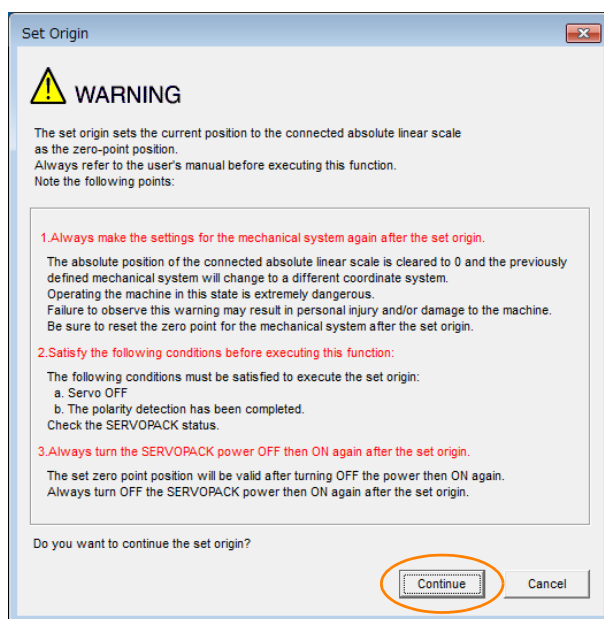 Set Origin
WARNING
The set origin sets the current position to the connected absolute linear scale
as the zero-point position.
Always refer to the user's manual before executing this function.
Note the following points:
1.Always make the settings for the mechanical system again after the set origin.
The absolute position of the connected absolute linear scale is cleared to 0 and the previously
defined mechanical system will change to a different coordinate system.
Operating the machine in this state is extremely dangerous.
Failure to observe this warning may result in personal injury and/or damage to the machine.
Be sure to reset the zero point for the mechanical system after the set origin.
2.Satisfy the following conditions before executing this function:
The following conditions must be satisfied to execute the set origin:
a. Servo OFF
b. The polarity detection has been completed.
Check the SERVOPACK status.
3.Always turn the SERVOPACK power OFF then ON again after the set origin.
The set zero point position will be valid after turning OFF the power then ON again.
Always turn OFF the SERVOPACK power then ON again after the set origin.
Do you want to continue the set origin?
Continue Cancel